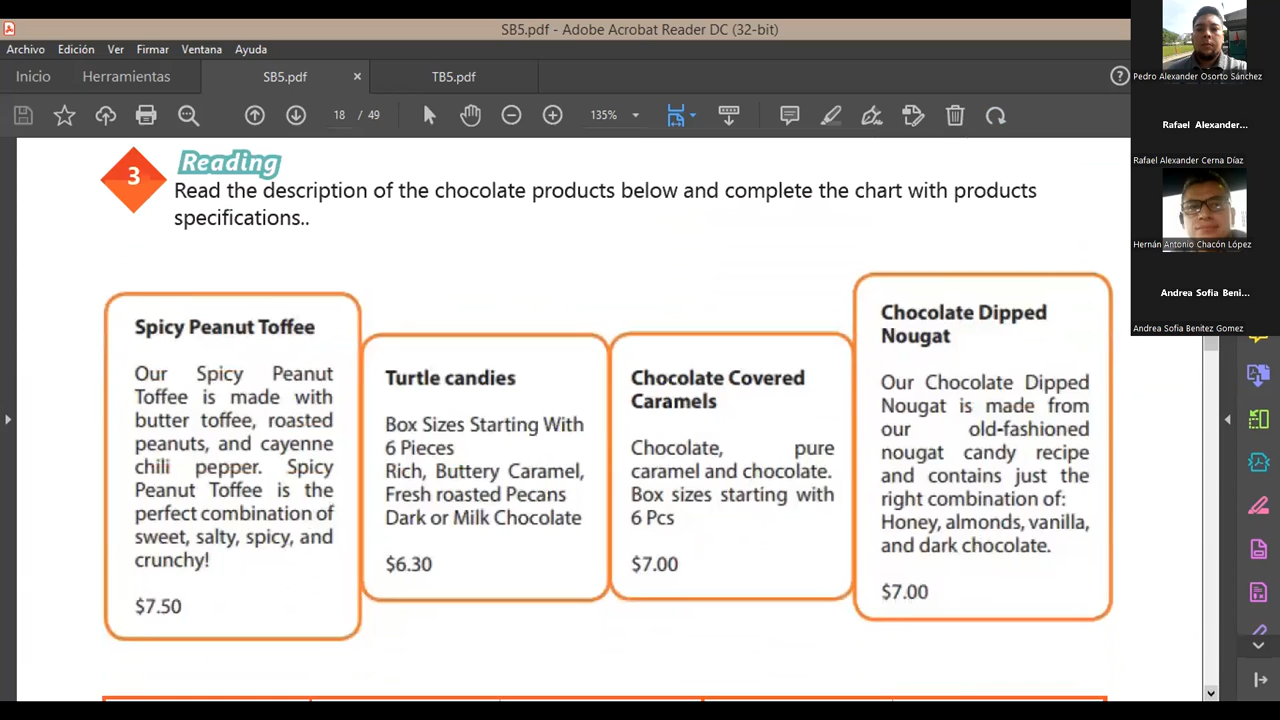 SB5.pdf - Adobe Acrobat Reader DC (32-bit)
Archivo Edición Ver Firmar Ventana Ayuda
Inicio Herramientas SB5.pdf × TB5.pdf
18 / 49 135%
3
Reading
Read the description of the chocolate products below and complete the chart with products
specifications..
Spicy Peanut Toffee
Our Spicy Peanut
Toffee is made with
butter toffee, roasted
peanuts, and cayenne
chili pepper. Spicy
Peanut Toffee is the
perfect combination of
sweet, salty, spicy, and
crunchy!
$7.50
Turtle candies
Box Sizes Starting With
6 Pieces
Rich, Buttery Caramel,
Fresh roasted Pecans
Dark or Milk Chocolate
$6.30
Chocolate Covered
Caramels
Chocolate, pure
caramel and chocolate.
Box sizes starting with
6 Pcs
$7.00
Chocolate Dipped
Nougat
Our Chocolate Dipped
Nougat is made from
our old-fashioned
nougat candy recipe
and contains just the
right combination of:
Honey, almonds, vanilla,
and dark chocolate.
$7.00
Pedro Alexander Osorto Sánchez
Rafael Alexander...
Rafael Alexander Cerna Díaz
Hernán Antonio Chacón López
Andrea Sofia Beni...
Andrea Sofia Benitez Gomez